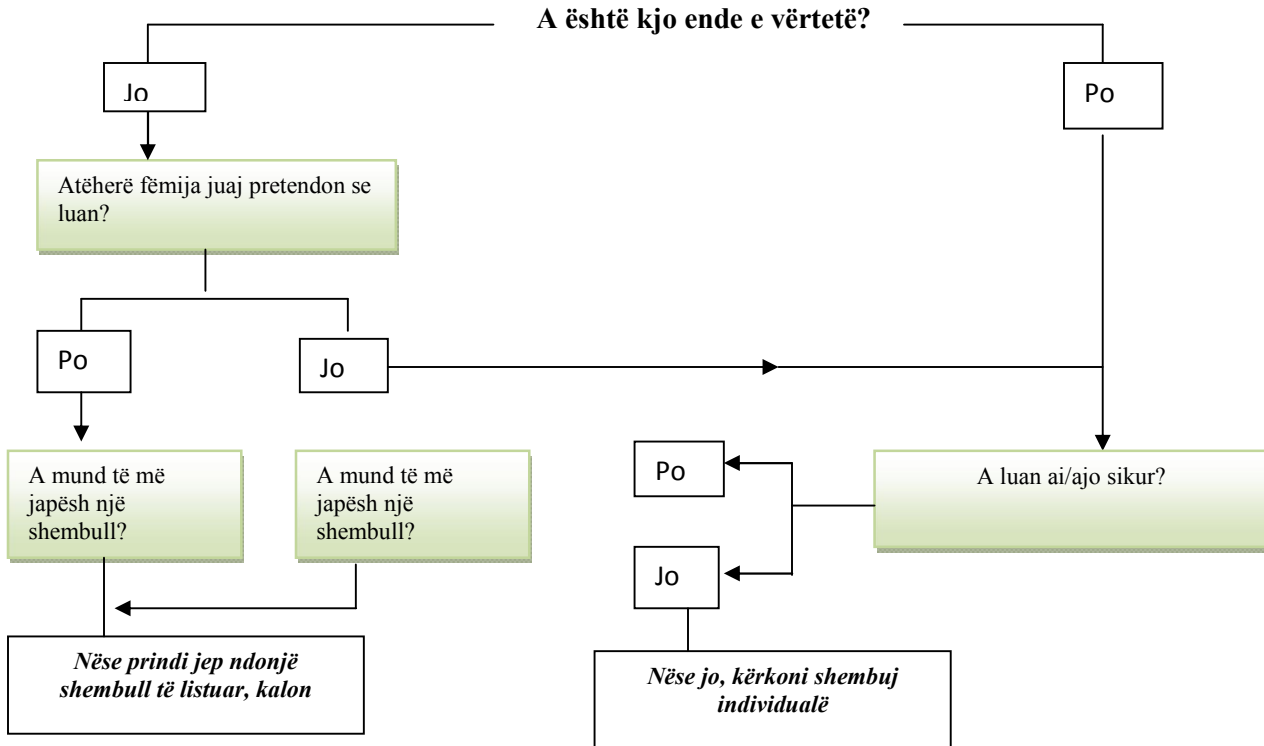 A është kjo ende e vërtetë?
Jo
Po
Atëherë fëmija juaj pretendon se
luan?
Po
Jo
A mund të më
japësh një
shembull?
A mund të më
japësh një
shembull?
Po
A luan ai/ajo sikur?
Jo
Nëse prindi jep ndonjë
shembull të listuar, kalon
Nëse jo, kërkoni shembuj
individualë